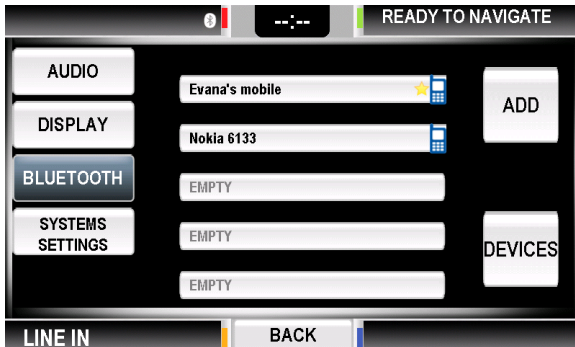 --:--
READY TO NAVIGATE
AUDIO
DISPLAY
BLUETOOTH
SYSTEMS
SETTINGS
Evana's mobile
Nokia 6133
EMPTY
EMPTY
EMPTY
ADD
DEVICES
LINE IN
BACK